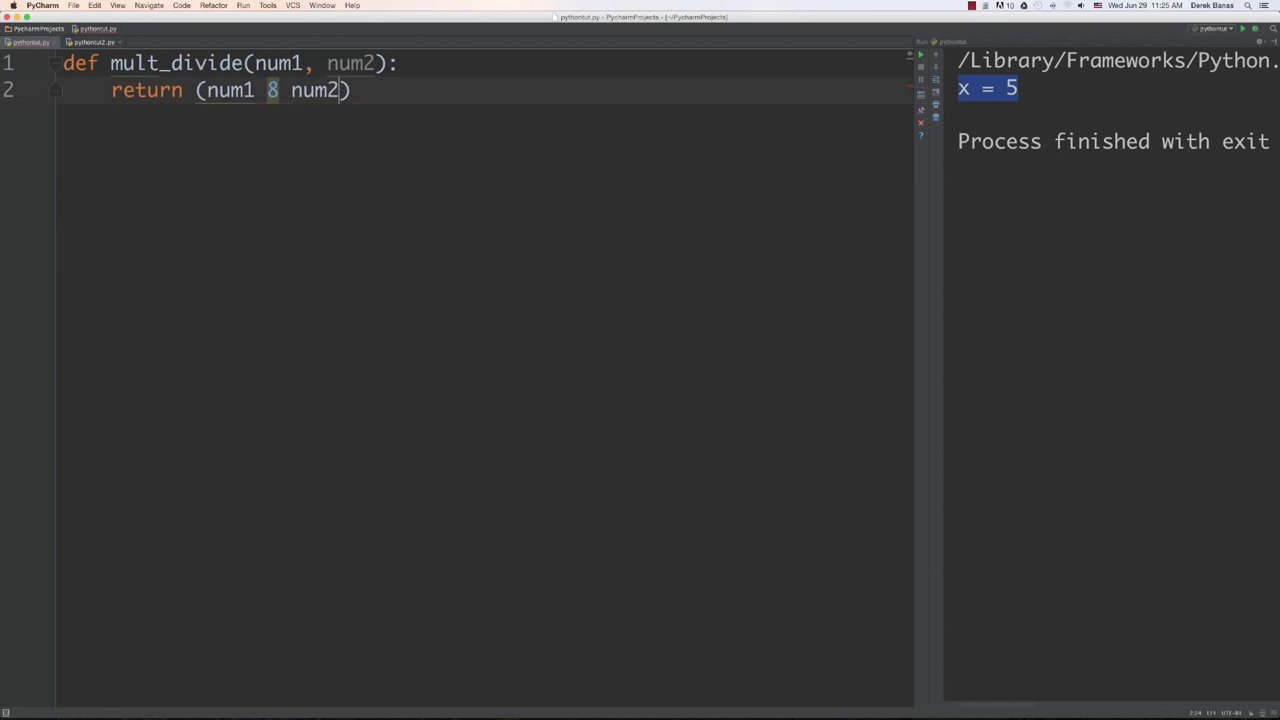 PyCharm File Edit View Navigate Code Refactor Run Tools VCS Window Help 10 Wed Jun 29 11:25 AM Derek Banas
pythontut.py - PycharmProjects - [~/PycharmProjects]
PycharmProjects pythontut.py pythontut
pythontut.py pythontut2.py Run pythontut
1 def mult_divide(num1, num2):
2 return (num1 8 num2)
/Library/Frameworks/Python.
x = 5
Process finished with exit
2:24 LF÷ UTF-8÷